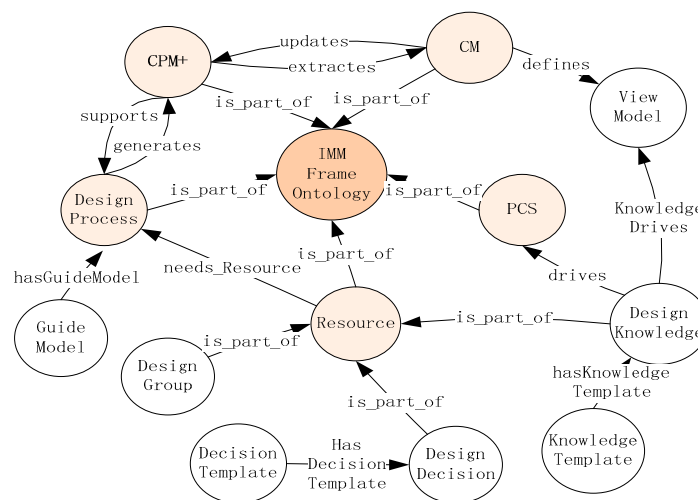 updates
CPM+
CM
extractes
defines
is_part_of
is_part_of
View
Model
supports
generates
IMM
Frame
Ontology
is_part_of
is_part_of
Design
Process
PCS
Knowledge
Drives
is_part_of
needs_Resource
hasGuideModel
drives
Guide
Model
Resource
is_part_of
Design
Knowledge
is_part_of
Design
Group
hasKnowledge
Template
is_part_of
Decision
Template
Has
Decision
Template
Design
Decision
Knowledge
Template